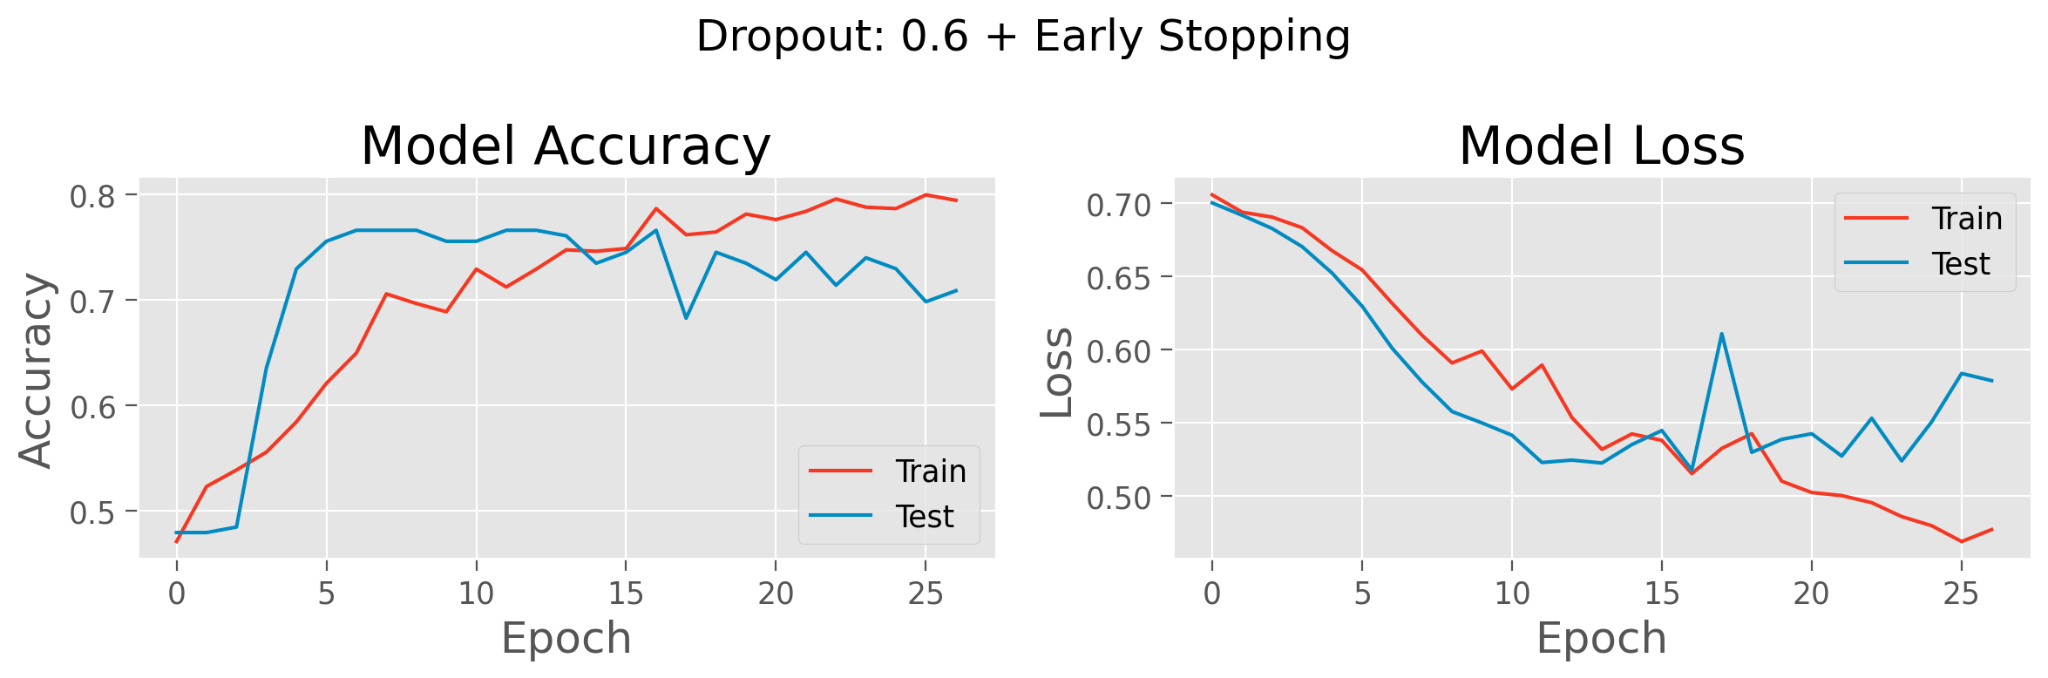 Dropout: 0.6 + Early Stopping
Model Accuracy
0.8
0.7
0.6
0.5
Accuracy
Train
Test
0 5 10 15 20 25
Epoch
Model Loss
0.70
0.65
0.60
0.55
0.50
Loss
Train
Test
0 5 10 15 20 25
Epoch